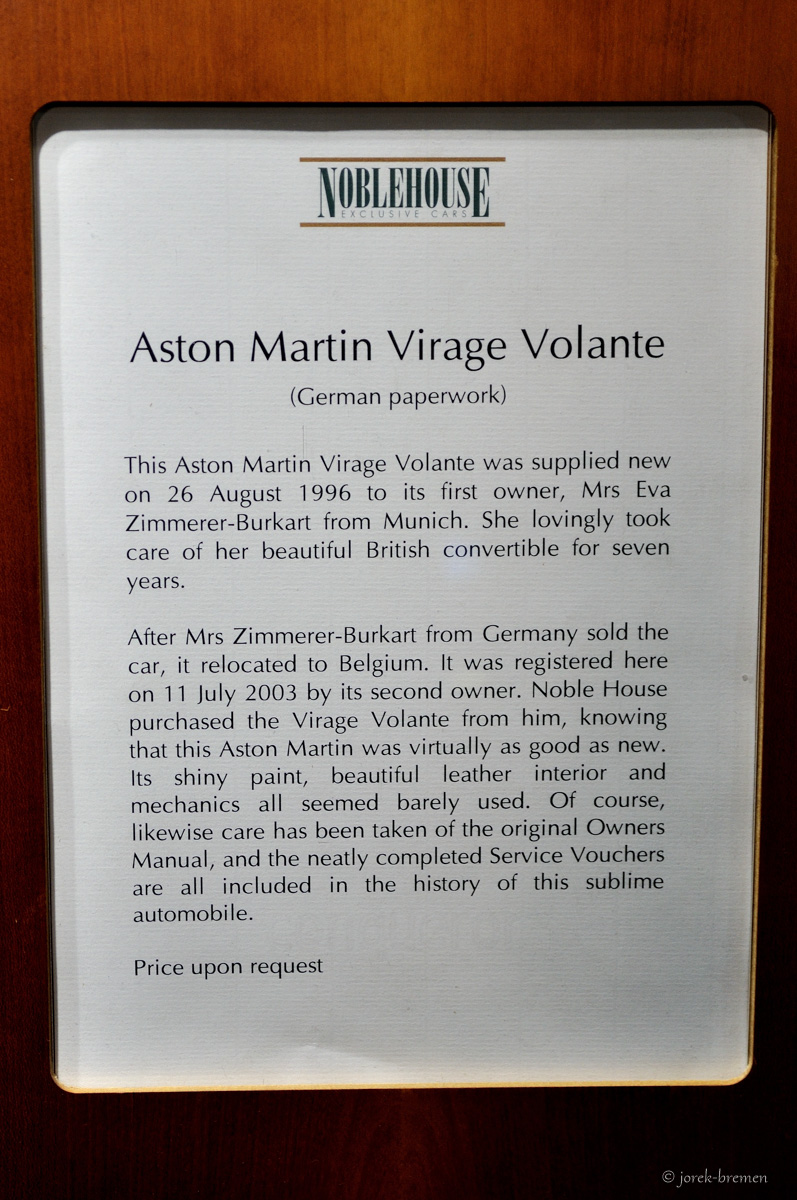 NOBLEHOUSE
EXCLUSIVE CARS
Aston Martin Virage Volante
(German paperwork)
This Aston Martin Virage Volante was supplied new
on 26 August 1996 to its first owner, Mrs Eva
Zimmerer-Burkart from Munich. She lovingly took
care of her beautiful British convertible for seven
years.
After Mrs Zimmerer-Burkart from Germany sold the
car, it relocated to Belgium. It was registered here
on 11 July 2003 by its second owner. Noble House
purchased the Virage Volante from him, knowing
that this Aston Martin was virtually as good as new.
Its shiny paint, beautiful leather interior and
mechanics all seemed barely used. Of course,
likewise care has been taken of the original Owners
Manual, and the neatly completed Service Vouchers
are all included in the history of this sublime
automobile.
Price upon request
© jorek-bremen